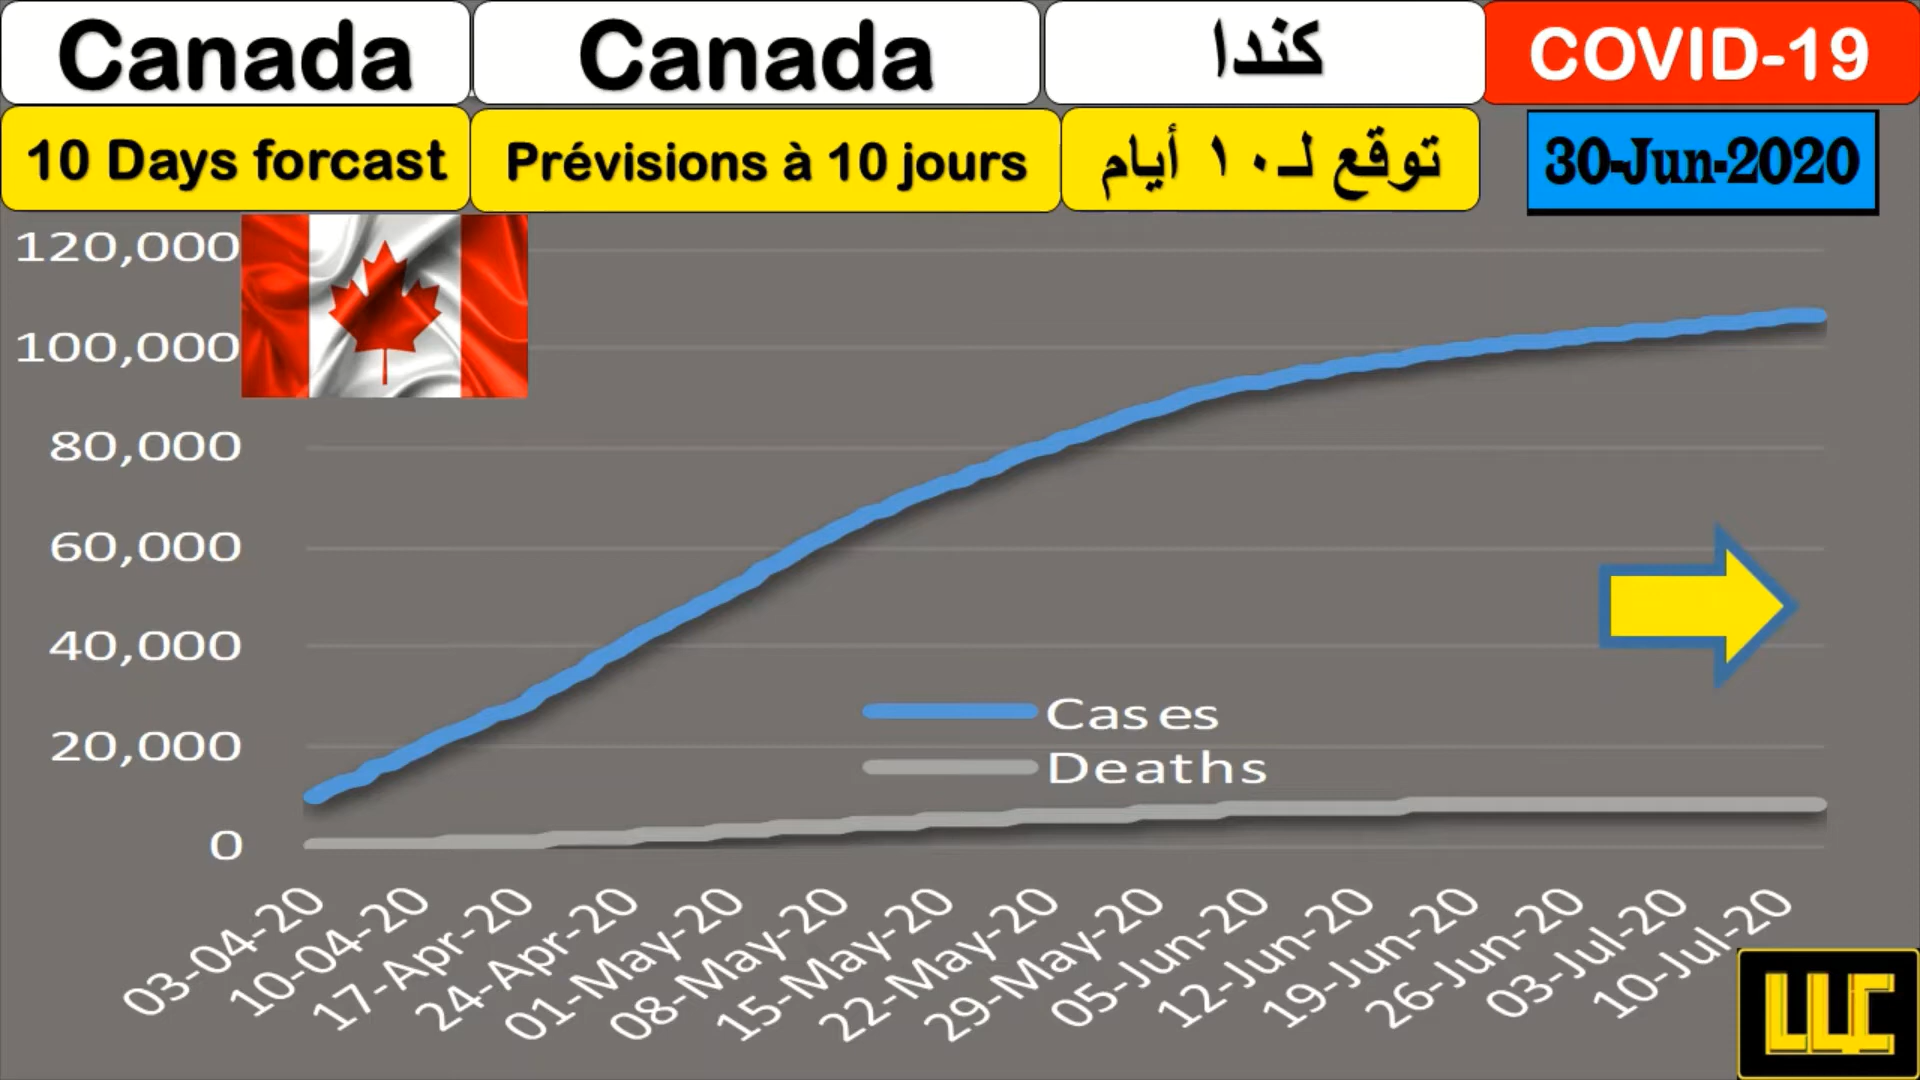 Canada
Canada
كندا
COVID-19
10 Days forcast
Prévisions à 10 jours
توقع لـ١٠ أيام
30-Jun-2020
120,000
100,000
80,000
60,000
40,000
20,000
0
Cases
Deaths
03-04-20
10-04-20
17-Apr-20
24-Apr-20
01-May-20
08-May-20
15-May-20
22-May-20
29-May-20
05-Jun-20
12-Jun-20
19-Jun-20
26-Jun-20
03-Jul-20
10-Jul-20
LLC